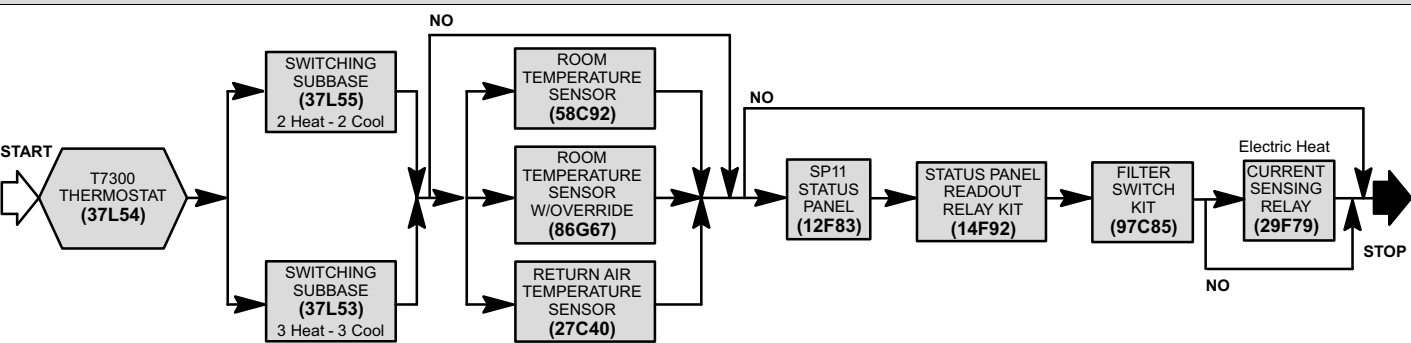 START
T7300
THERMOSTAT
(37L54)
SWITCHING
SUBBASE
(37L55)
2 Heat - 2 Cool
SWITCHING
SUBBASE
(37L53)
3 Heat - 3 Cool
NO
ROOM
TEMPERATURE
SENSOR
(58C92)
ROOM
TEMPERATURE
SENSOR
W/OVERRIDE
(86G67)
RETURN AIR
TEMPERATURE
SENSOR
(27C40)
NO
SP11
STATUS
PANEL
(12F83)
STATUS PANEL
READOUT
RELAY KIT
(14F92)
FILTER
SWITCH
KIT
(97C85)
Electric Heat
CURRENT
SENSING
RELAY
(29F79)
NO
STOP